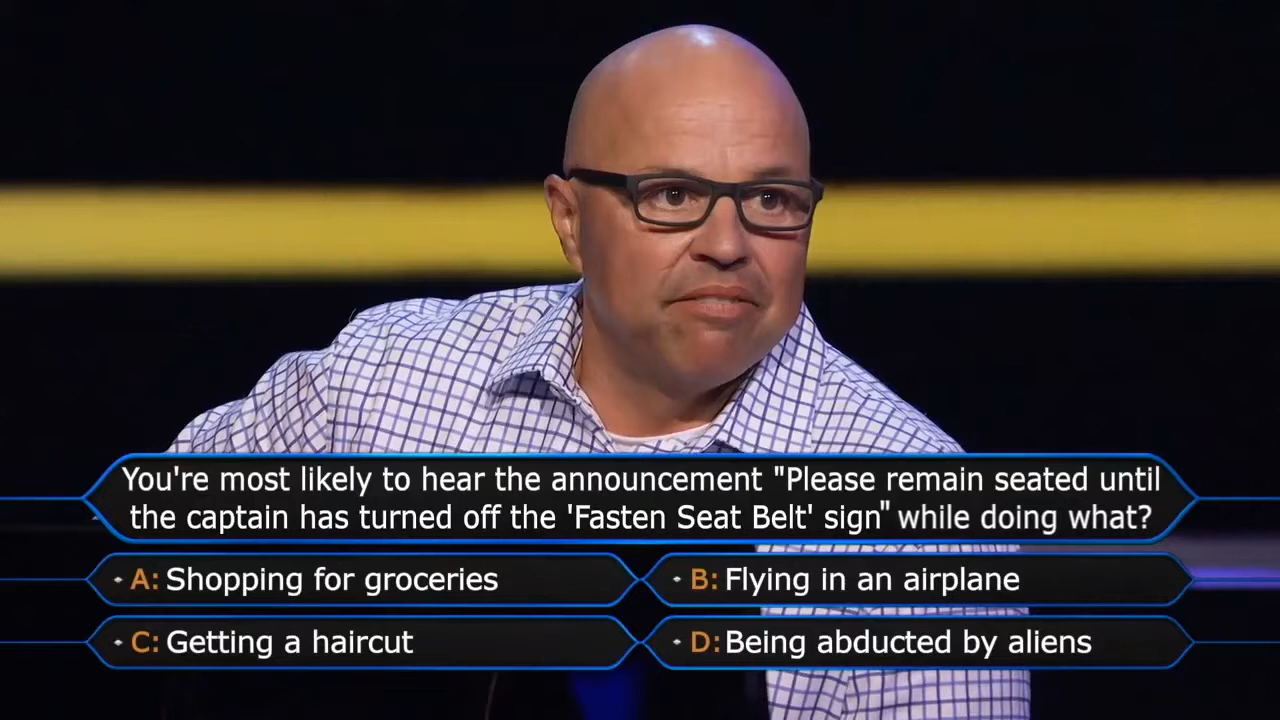 You're most likely to hear the announcement "Please remain seated until
the captain has turned off the 'Fasten Seat Belt' sign" while doing what?
A: Shopping for groceries
B: Flying in an airplane
C: Getting a haircut
D: Being abducted by aliens